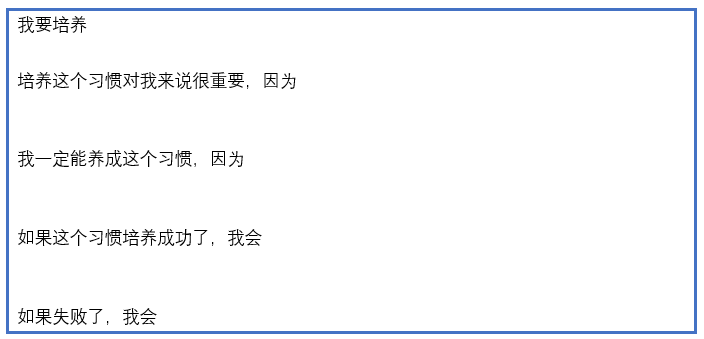 我要培养
培养这个习惯对我来说很重要，因为
我一定能养成这个习惯，因为
如果这个习惯培养成功了，我会
如果失败了，我会